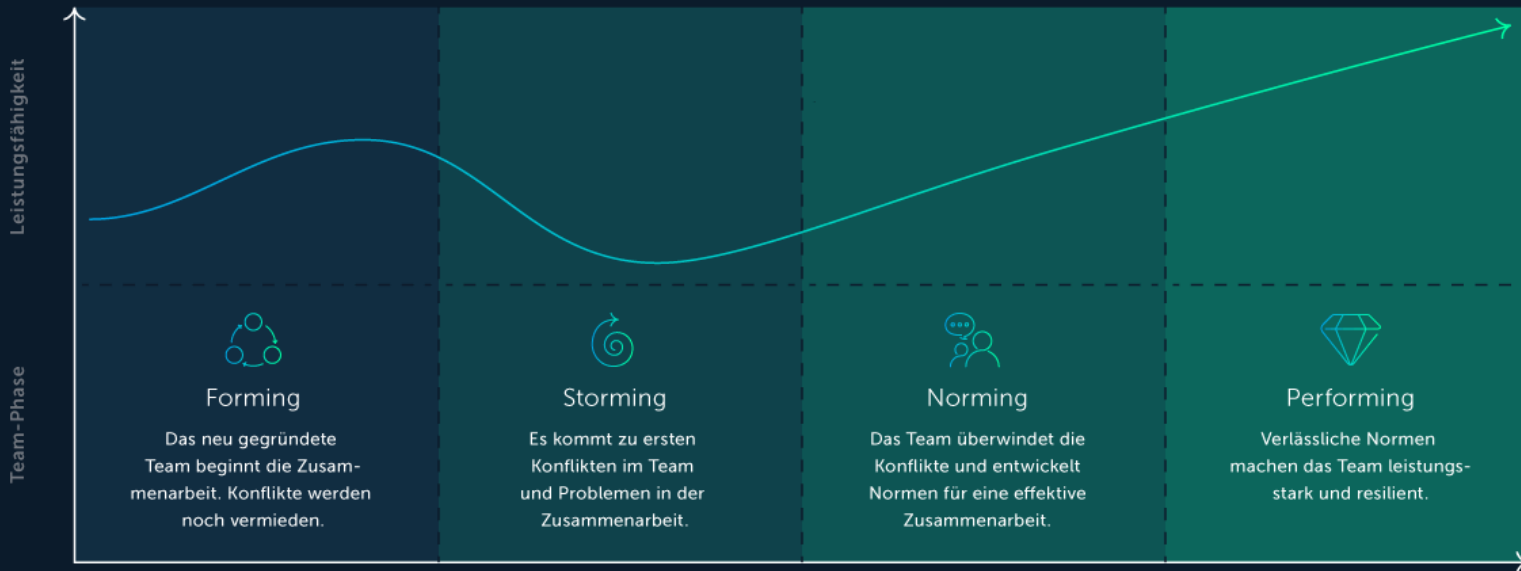 Leistungsfähigkeit
Team-Phase
Forming
Das neu gegründete
Team beginnt die Zusam-
menarbeit. Konflikte werden
noch vermieden.
Storming
Es kommt zu ersten
Konflikten im Team
und Problemen in der
Zusammenarbeit.
Norming
Das Team überwindet die
Konflikte und entwickelt
Normen für eine effektive
Zusammenarbeit.
Performing
Verlässliche Normen
machen das Team leistungs-
stark und resilient.